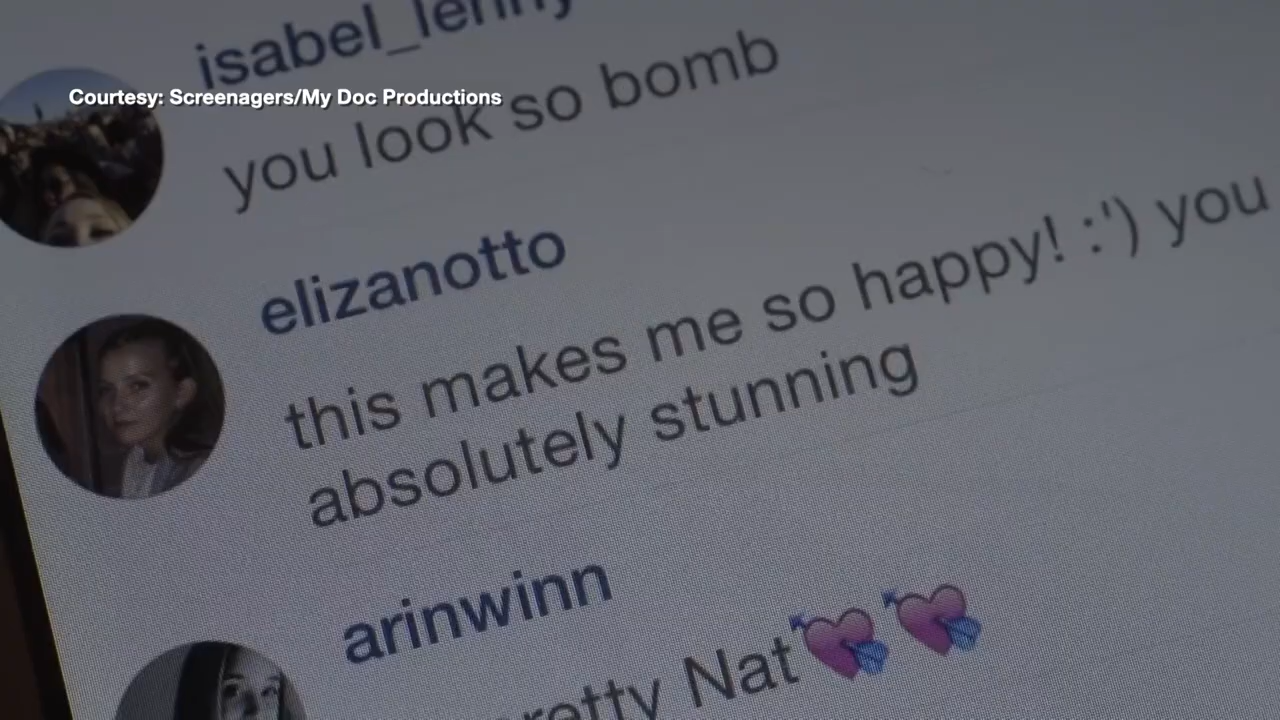 isabel_lenny
Courtesy: Screenagers/My Doc Productions
you look so bomb
elizanotto
this makes me so happy! :') you
absolutely stunning
arinwinn
Nat💘💘